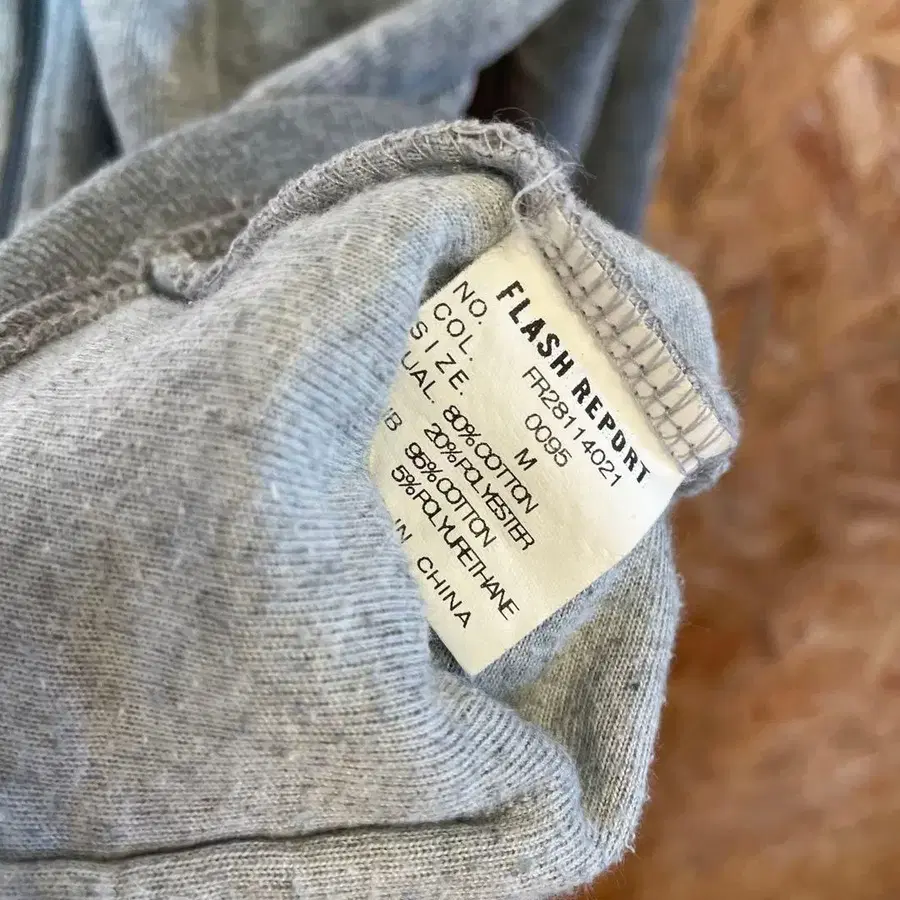 FLASH REPORT
NO. FR28114021
COL. 0095
SIZE. M
UAL. 80%COTTON
20%POLYESTER
95%COTTON
5%POLYURETHANE
IN CHINA